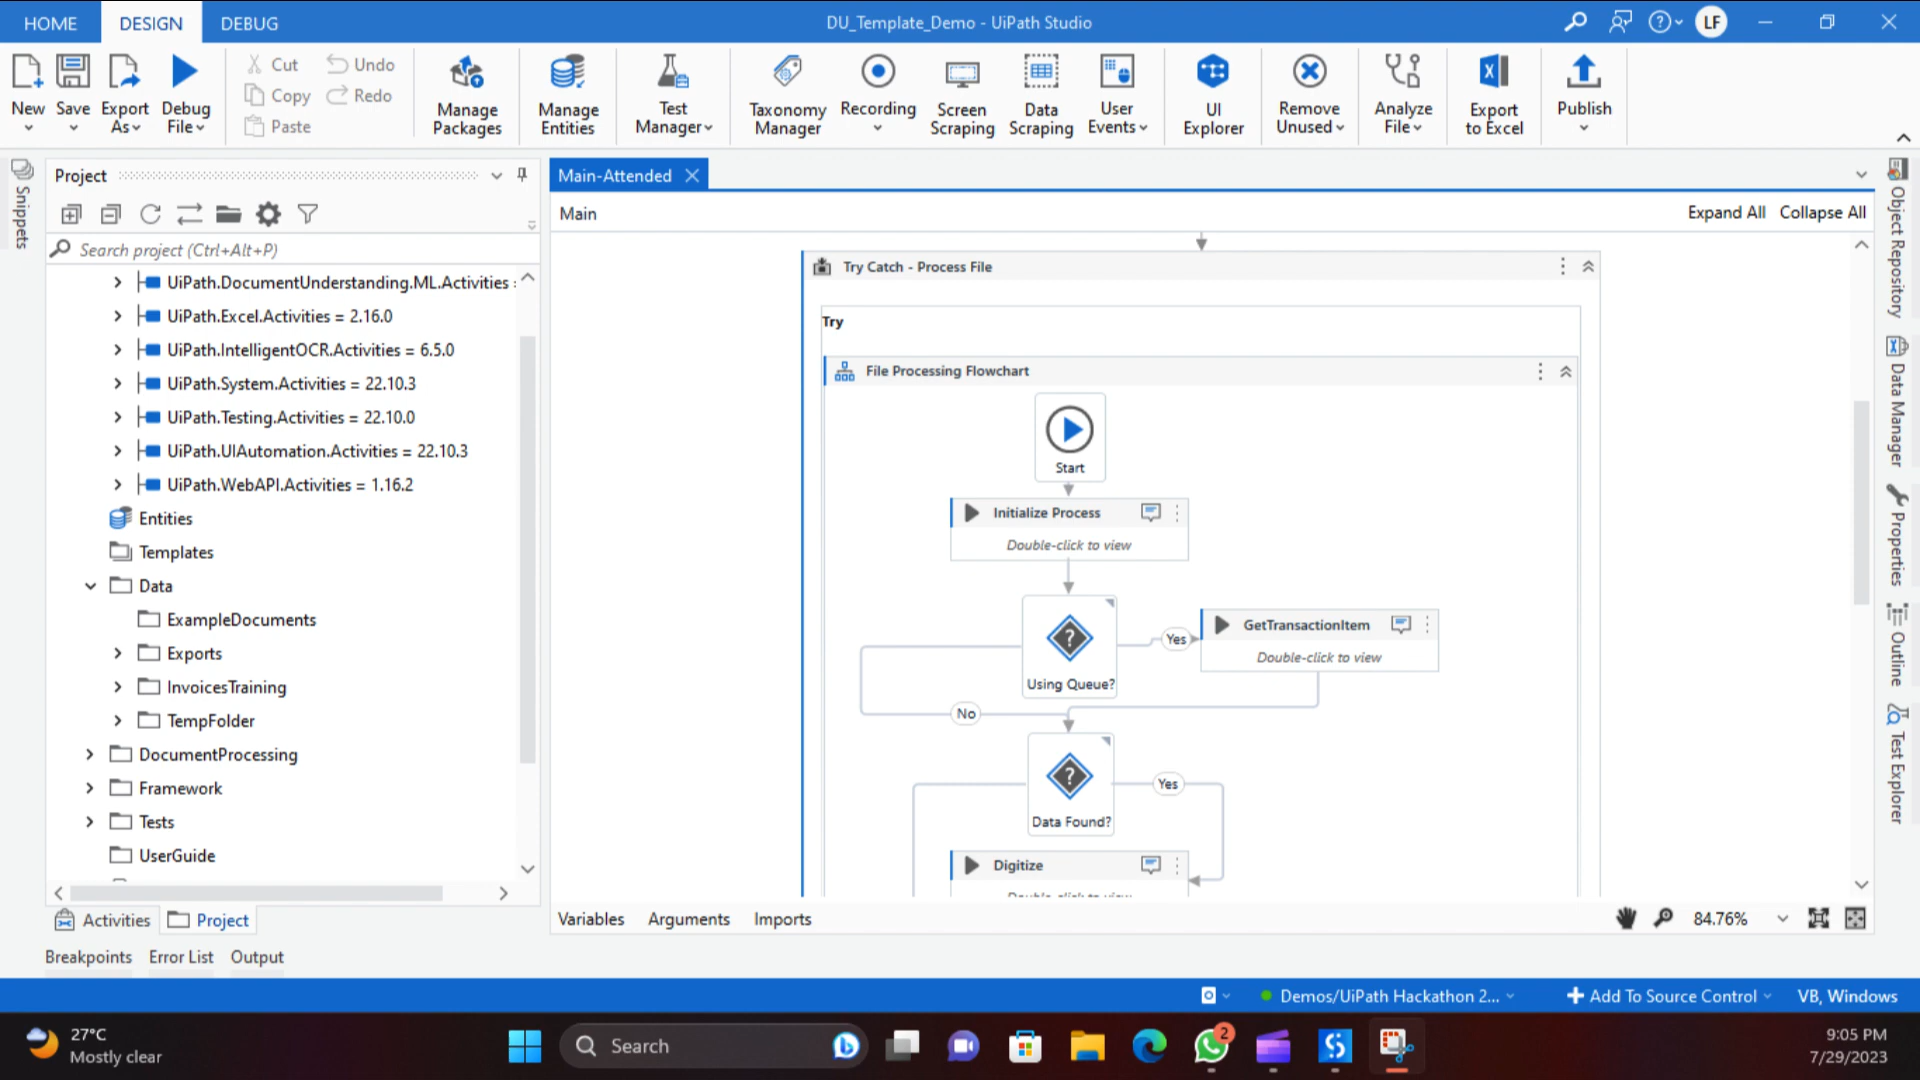 HOME DESIGN DEBUG DU_Template_Demo - UiPath Studio LF
New Save Export As Debug File Cut Copy Paste Undo Redo
Manage Packages
Manage Entities
Test Manager
Taxonomy Manager
Recording
Screen Scraping
Data Scraping
User Events
UI Explorer
Remove Unused
Analyze File
Export to Excel
Publish
Snippets
Project
Search project (Ctrl+Alt+P)
UiPath.DocumentUnderstanding.ML.Activities
UiPath.Excel.Activities = 2.16.0
UiPath.IntelligentOCR.Activities = 6.5.0
UiPath.System.Activities = 22.10.3
UiPath.Testing.Activities = 22.10.0
UiPath.UIAutomation.Activities = 22.10.3
UiPath.WebAPI.Activities = 1.16.2
Entities
Templates
Data
ExampleDocuments
Exports
InvoicesTraining
TempFolder
DocumentProcessing
Framework
Tests
UserGuide
Activities Project
Breakpoints Error List Output
Main-Attended
Main Expand All Collapse All
Try Catch - Process File
Try
File Processing Flowchart
Start
Initialize Process
Double-click to view
Using Queue?
Yes
GetTransactionItem
Double-click to view
No
Data Found?
Yes
Digitize
Double-click to view
Variables Arguments Imports 84.76%
Object Repository
Data Manager
Properties
Outline
Test Explorer
Demos/UiPath Hackathon 2... Add To Source Control VB, Windows
27°C
Mostly clear
Search
2
9:05 PM
7/29/2023